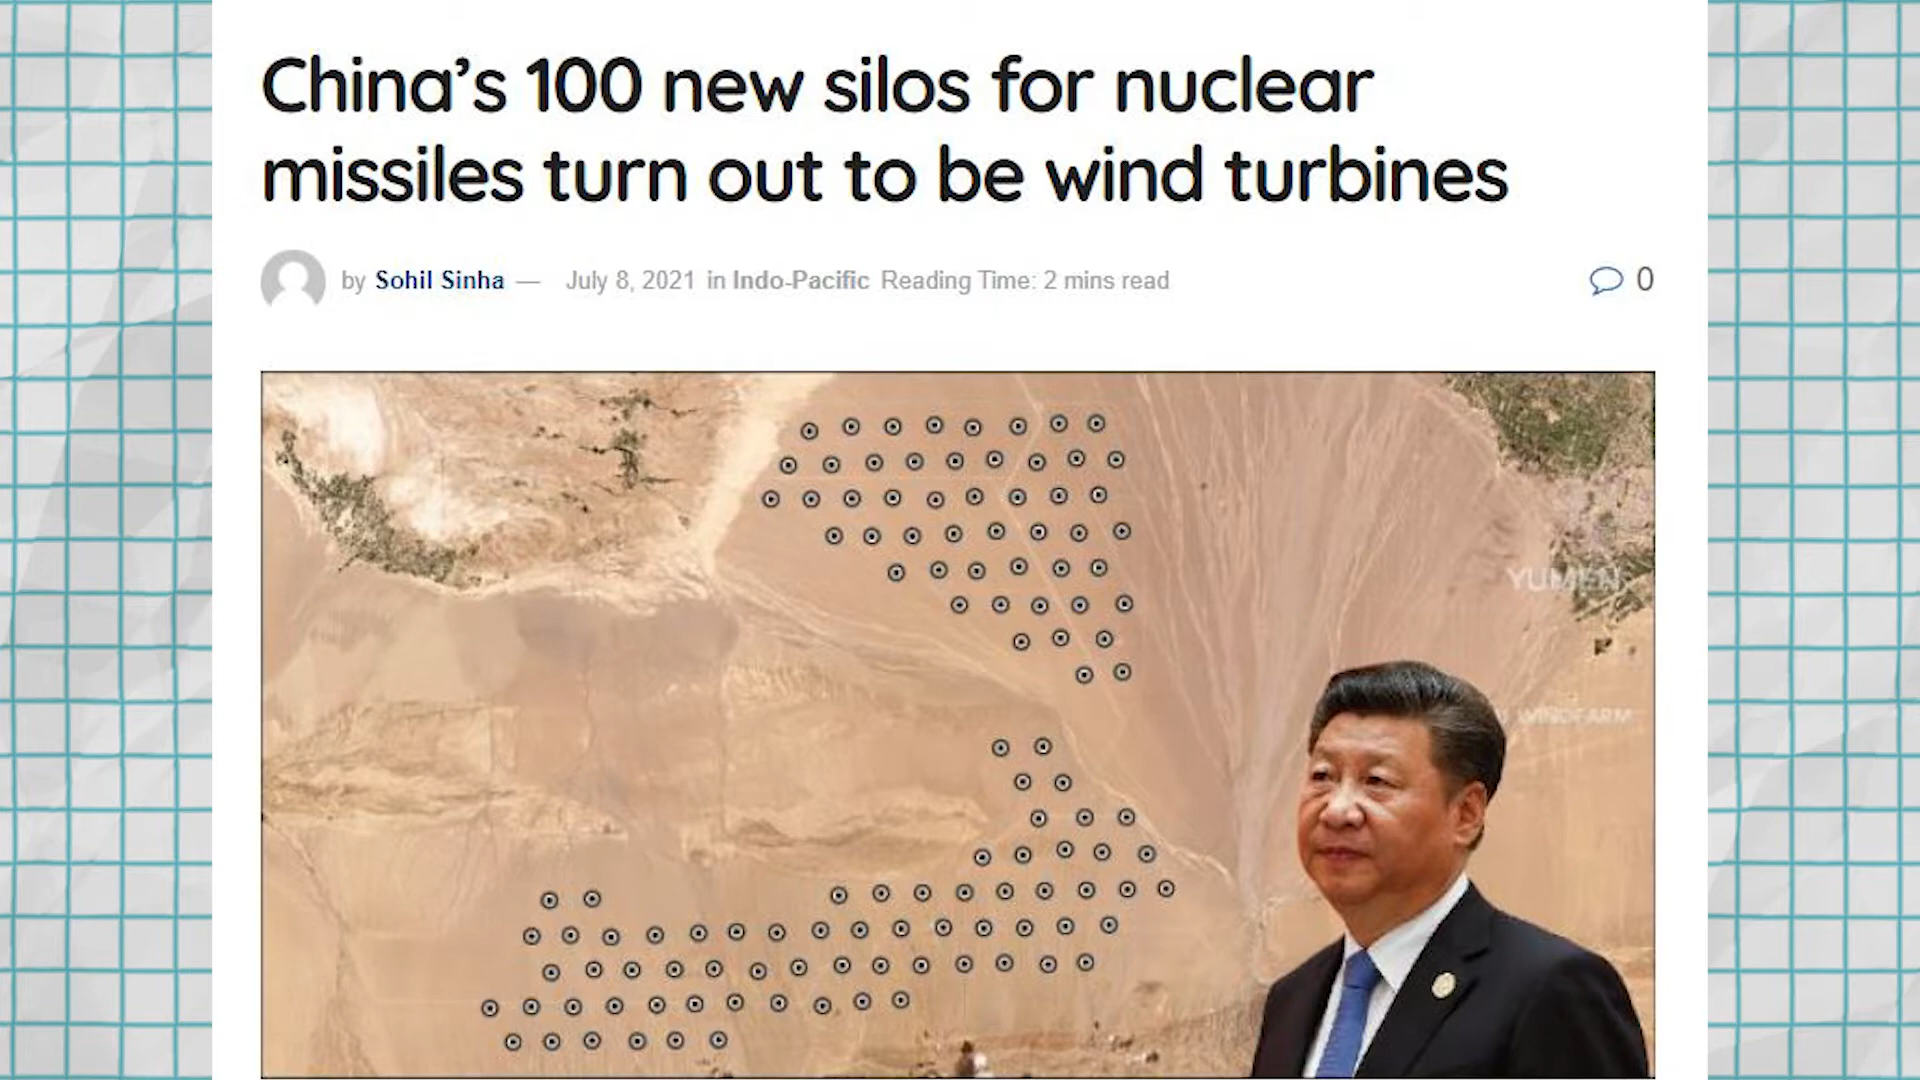 China’s 100 new silos for nuclear
missiles turn out to be wind turbines
by Sohil Sinha — July 8, 2021 in Indo-Pacific Reading Time: 2 mins read
0
YUMEN
WINDFARM